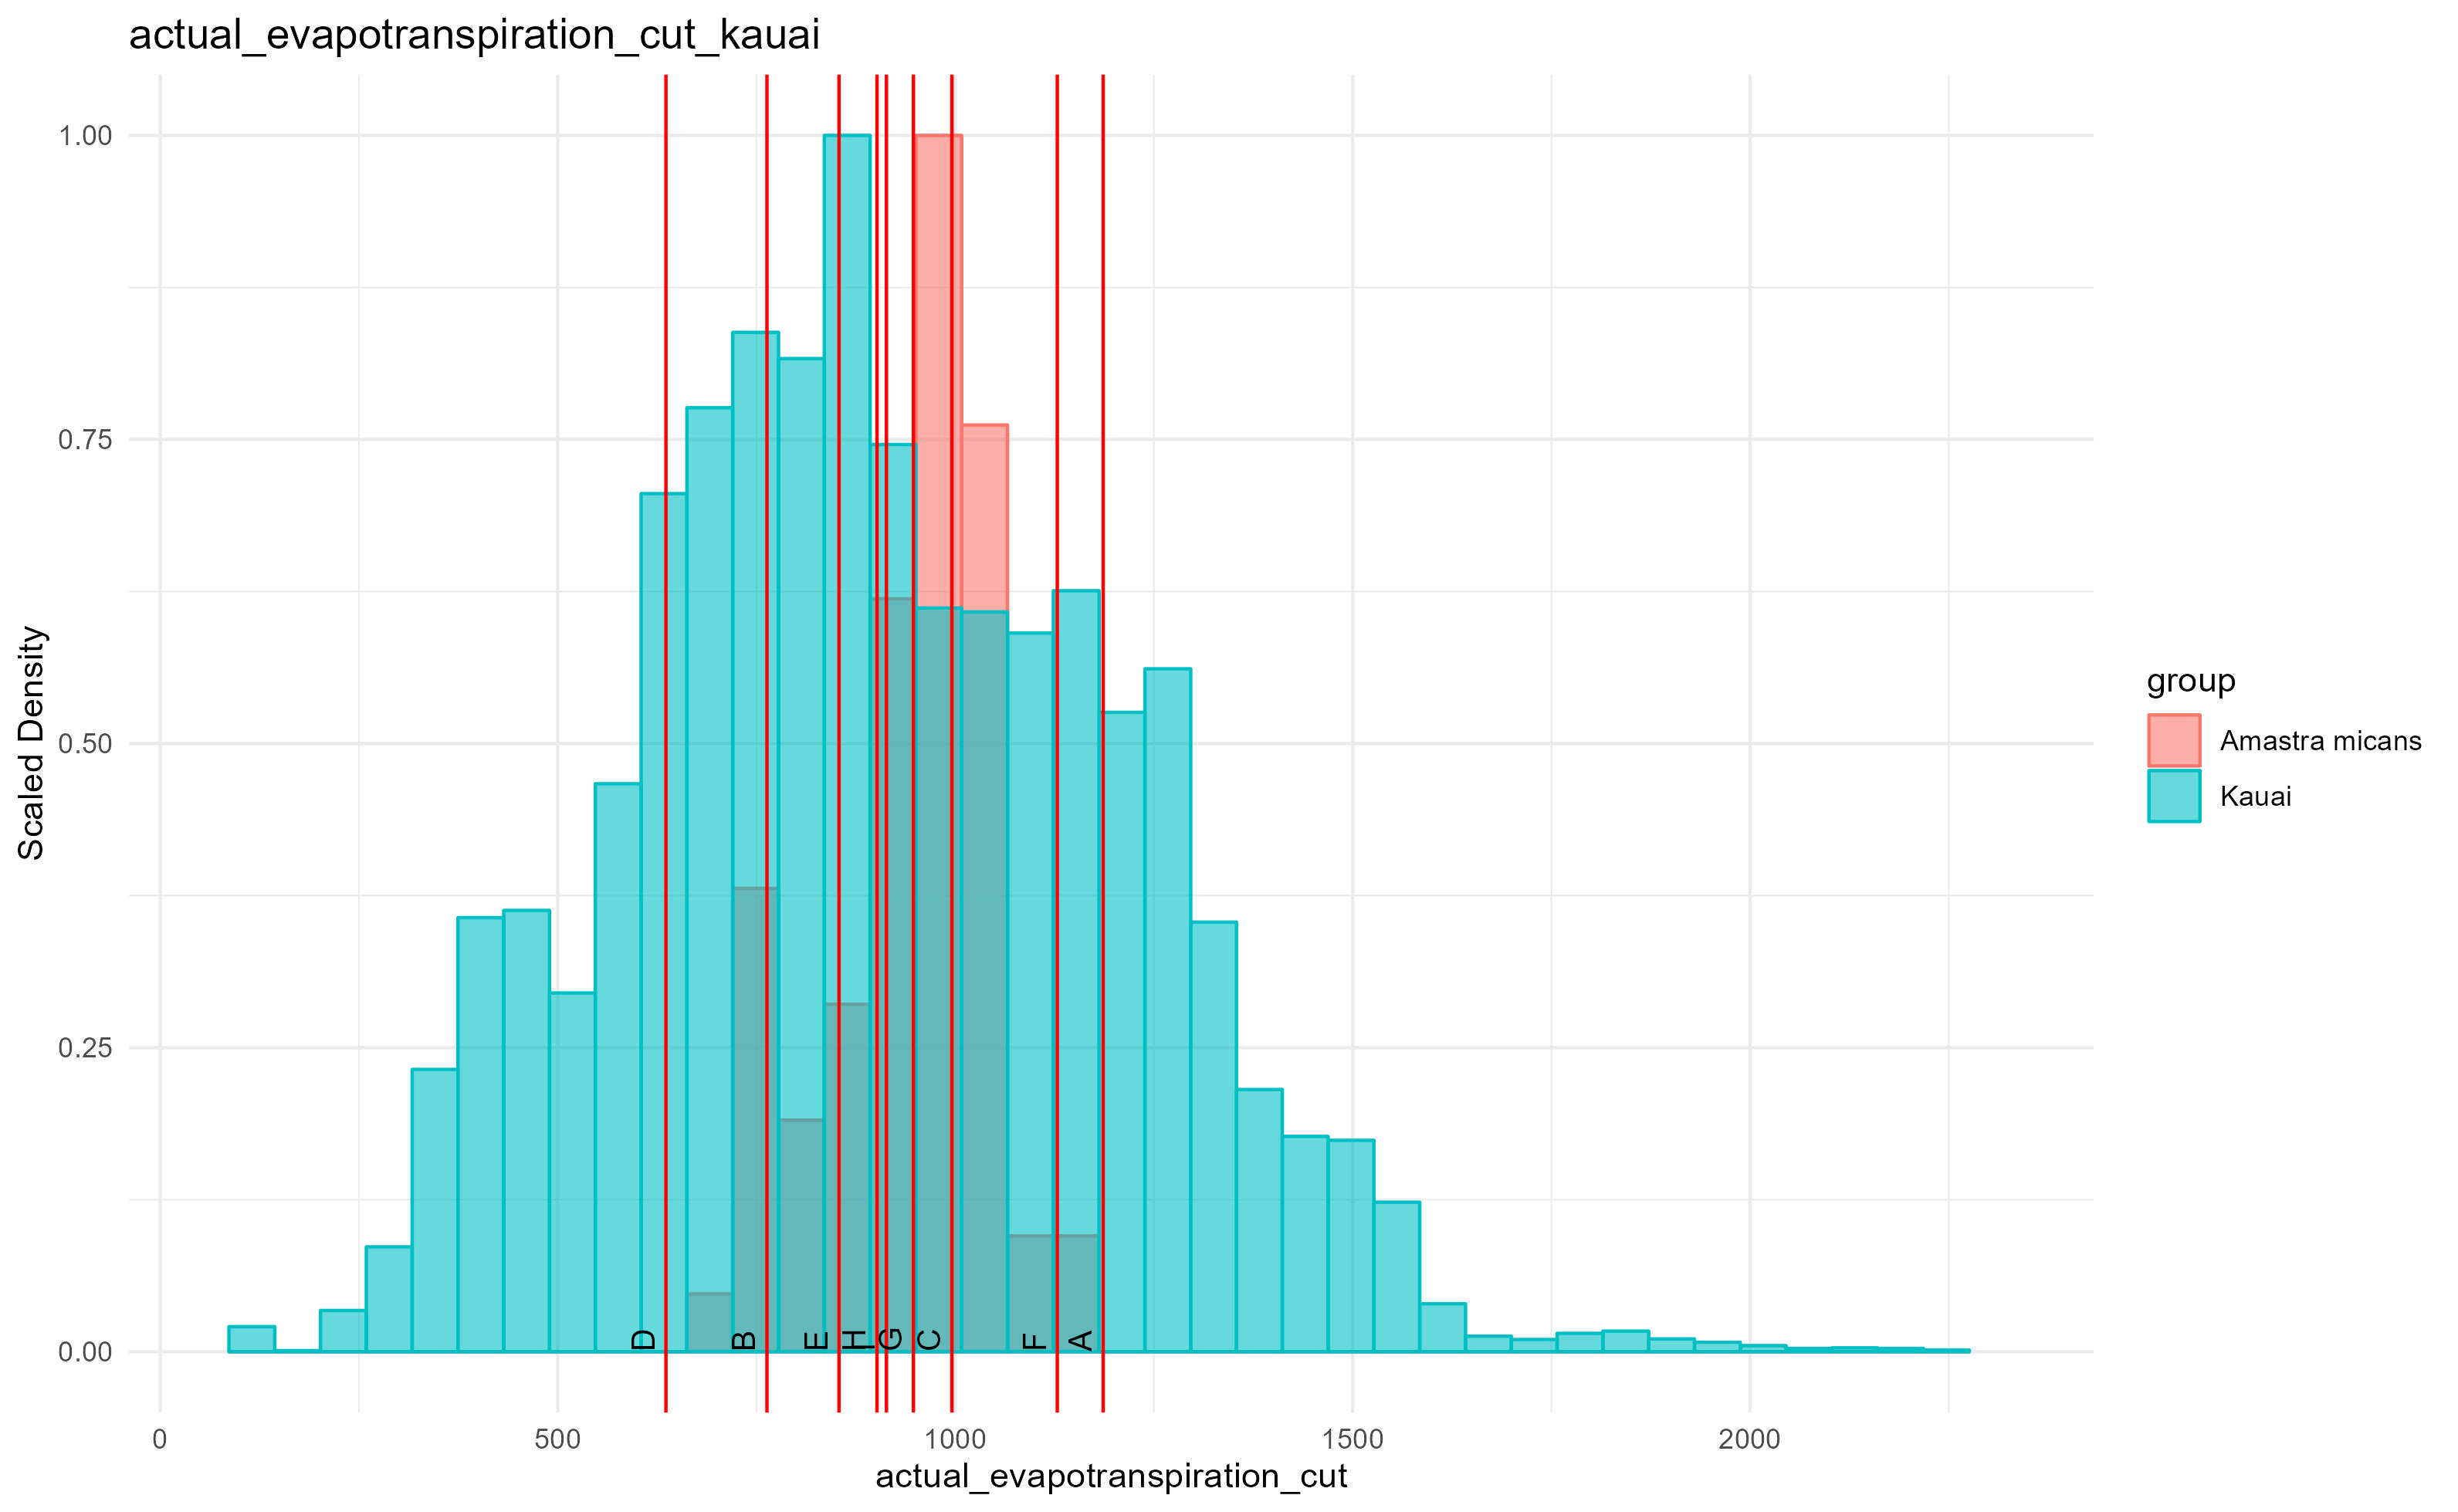 actual_evapotranspiration_cut_kauai
1.00
0.75
0.50
0.25
0.00
Scaled Density
D B E H I G C F A
0 500 1000 1500 2000
actual_evapotranspiration_cut
group
Amastra micans
Kauai